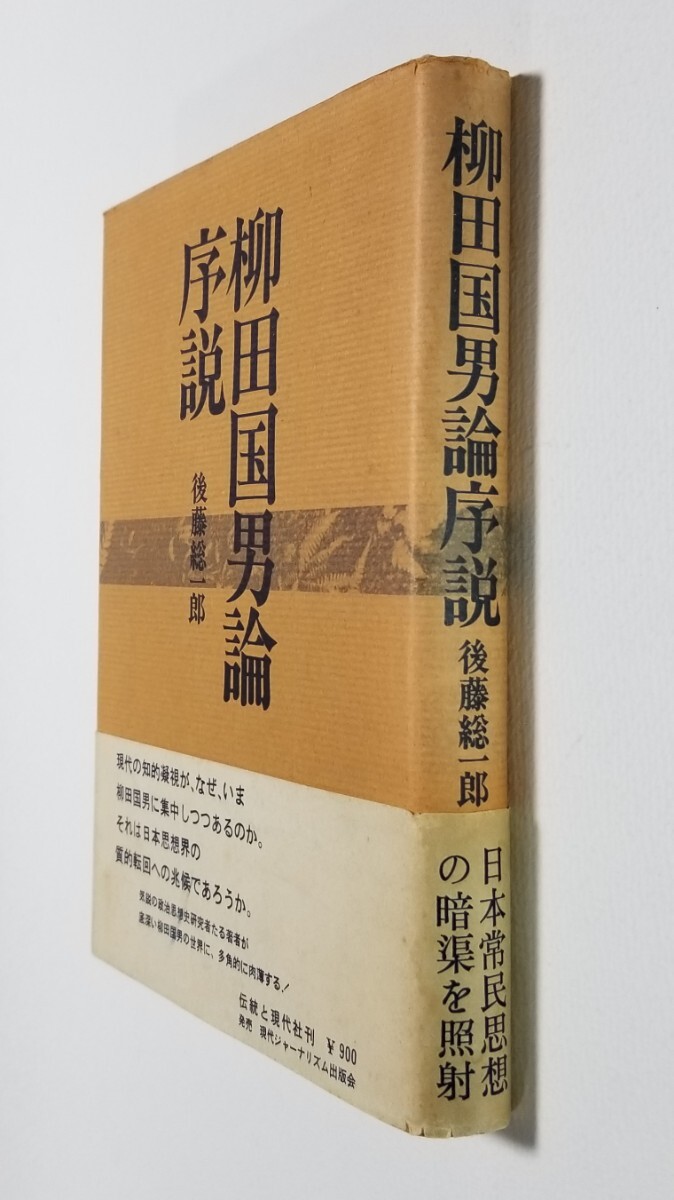 柳田国男論
序説
後藤総一郎
現代の知的凝視が、なぜ、いま
柳田国男に集中しつつあるのか。
それは日本思想界の
質的転回への兆候であろうか。
気鋭の政治思想史研究者たる著者が
奥深い柳田国男の世界に、多角的に肉薄する!
伝統と現代社刊 ¥900
発売 現代ジャーナリズム出版会
柳田国男論序説
後藤総一郎
日本常民思想
の暗渠を照射